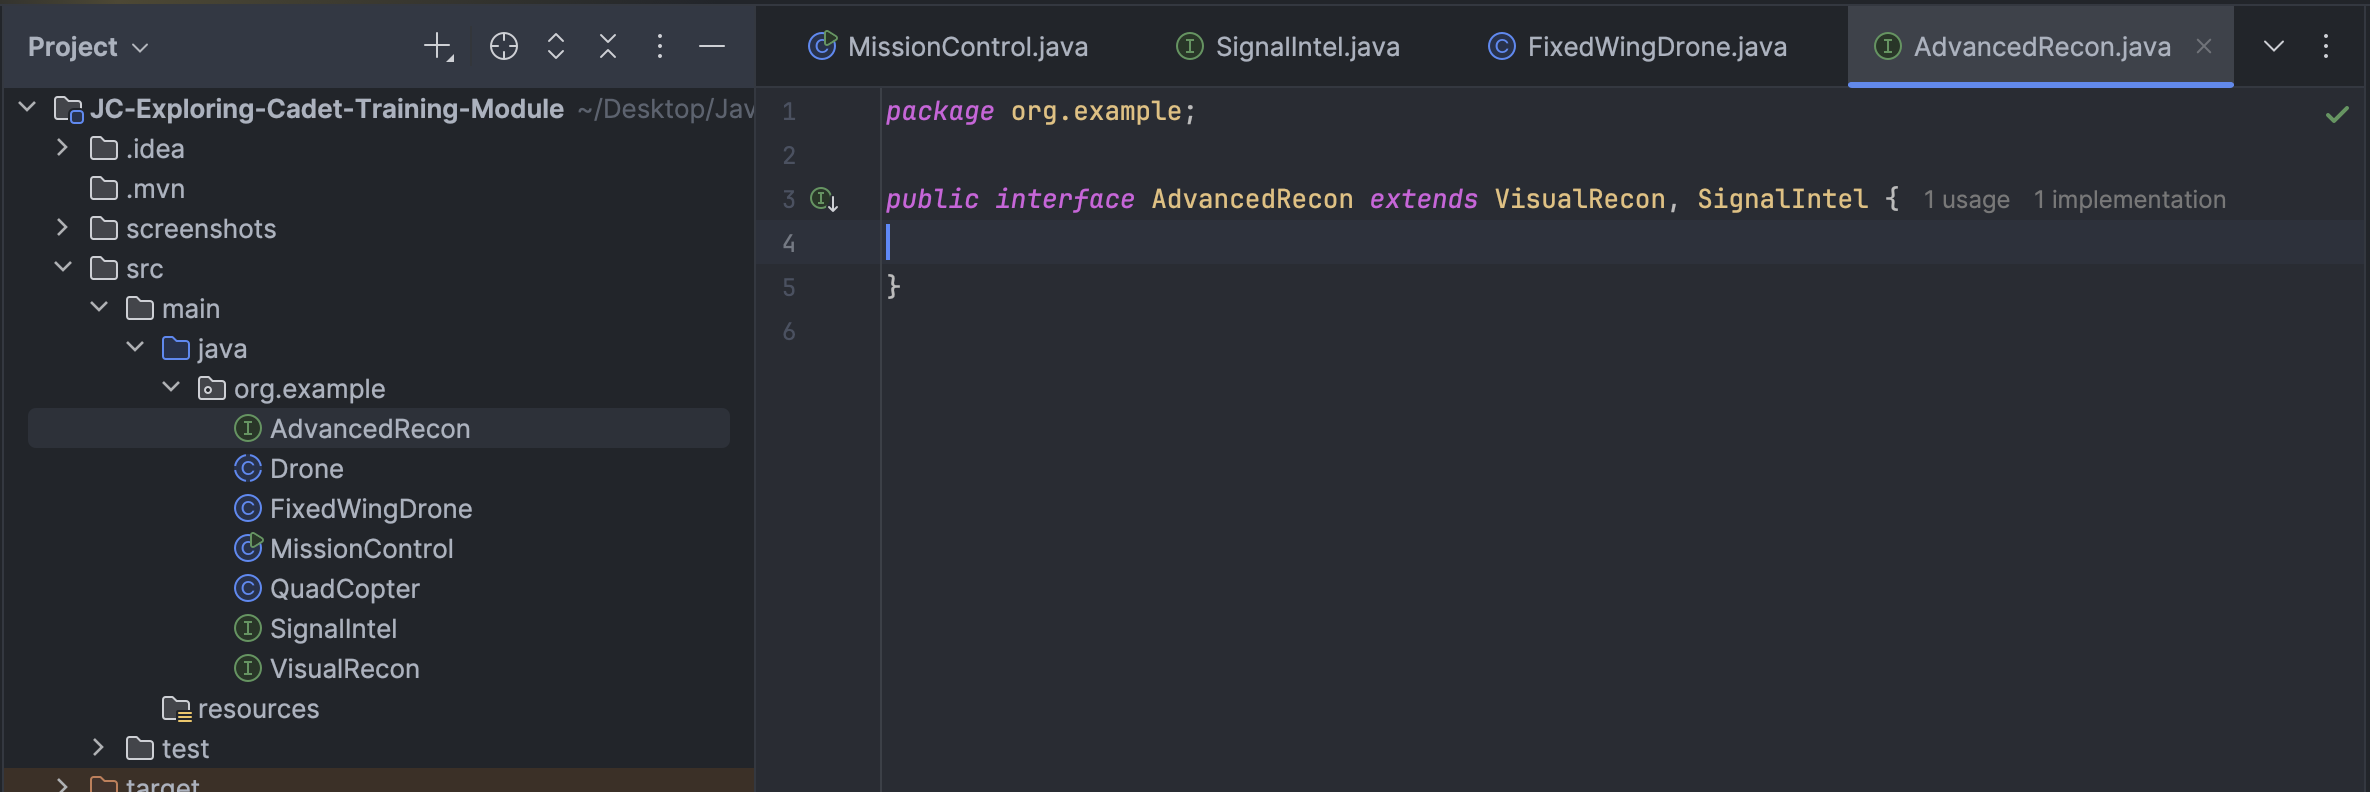 Project
MissionControl.java
SignalIntel.java
FixedWingDrone.java
AdvancedRecon.java
JC-Exploring-Cadet-Training-Module ~/Desktop/Jav
.idea
.mvn
screenshots
src
main
java
org.example
AdvancedRecon
Drone
FixedWingDrone
MissionControl
QuadCopter
SignalIntel
VisualRecon
resources
test
target
1 package org.example;
2
3 public interface AdvancedRecon extends VisualRecon, SignalIntel { 1 usage 1 implementation
4
5 }
6